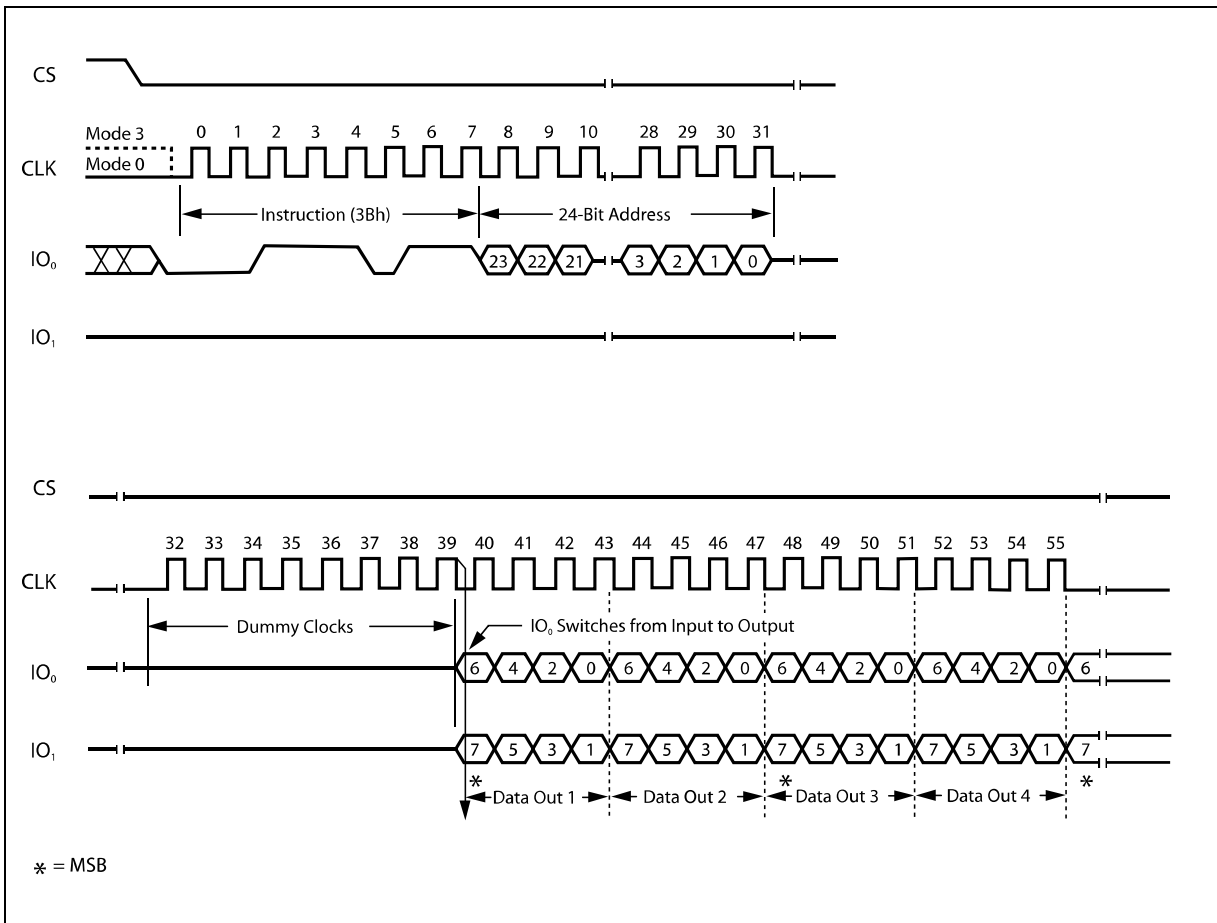 CS
Mode 3
0 1 2 3 4 5 6 7 8 9 10 28 29 30 31
Mode 0
CLK
Instruction (3Bh) 24-Bit Address
IO₀ 23 22 21 3 2 1 0
IO₁
CS
32 33 34 35 36 37 38 39 40 41 42 43 44 45 46 47 48 49 50 51 52 53 54 55
CLK
Dummy Clocks IO₀ Switches from Input to Output
IO₀ 6 4 2 0 6 4 2 0 6 4 2 0 6 4 2 0 6
IO₁ 7 5 3 1 7 5 3 1 7 5 3 1 7 5 3 1 7
* * *
Data Out 1 Data Out 2 Data Out 3 Data Out 4
* = MSB